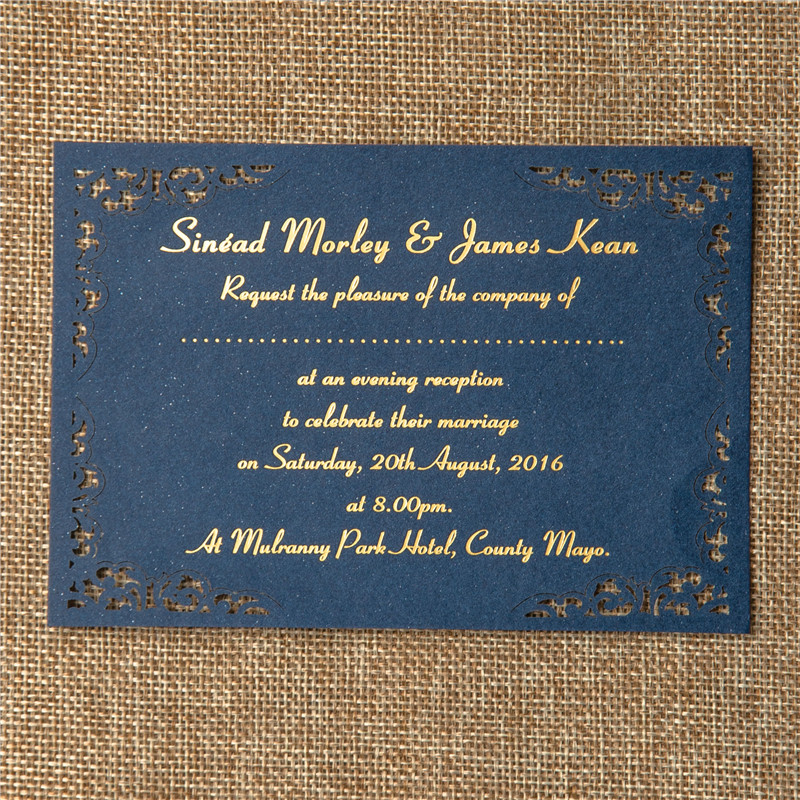 Sinéad Morley & James Kean
Request the pleasure of the company of
..........................................
at an evening reception
to celebrate their marriage
on Saturday, 20th August, 2016
at 8.00pm.
At Mulranny Park Hotel, County Mayo.